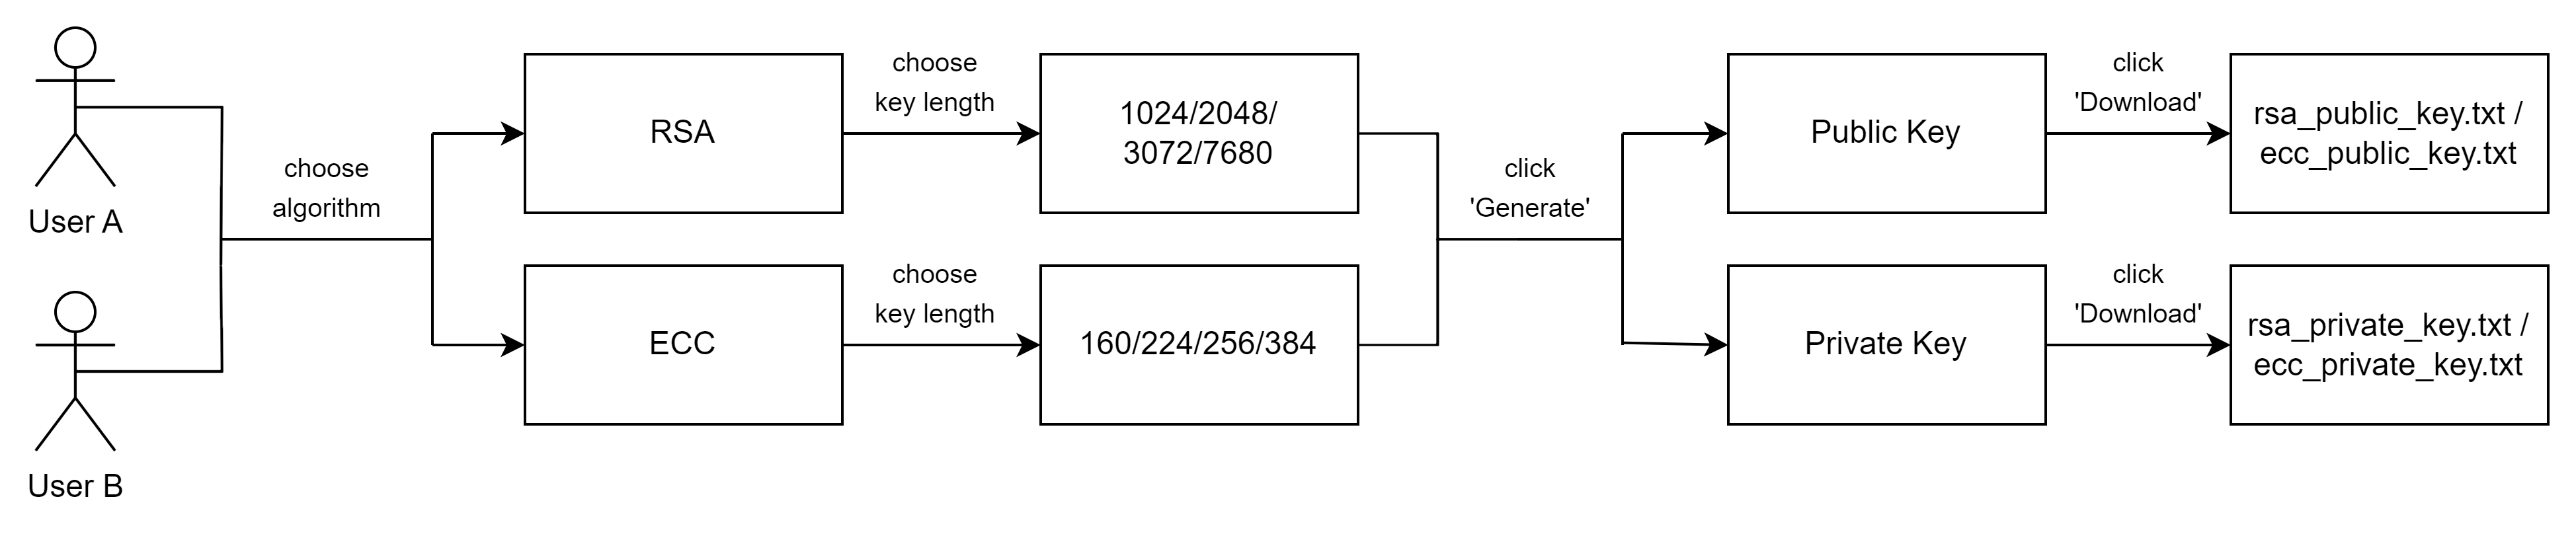 User A
User B
choose
algorithm
RSA
choose
key length
1024/2048/
3072/7680
ECC
choose
key length
160/224/256/384
click
'Generate'
Public Key
click
'Download'
rsa_public_key.txt /
ecc_public_key.txt
Private Key
click
'Download'
rsa_private_key.txt /
ecc_private_key.txt